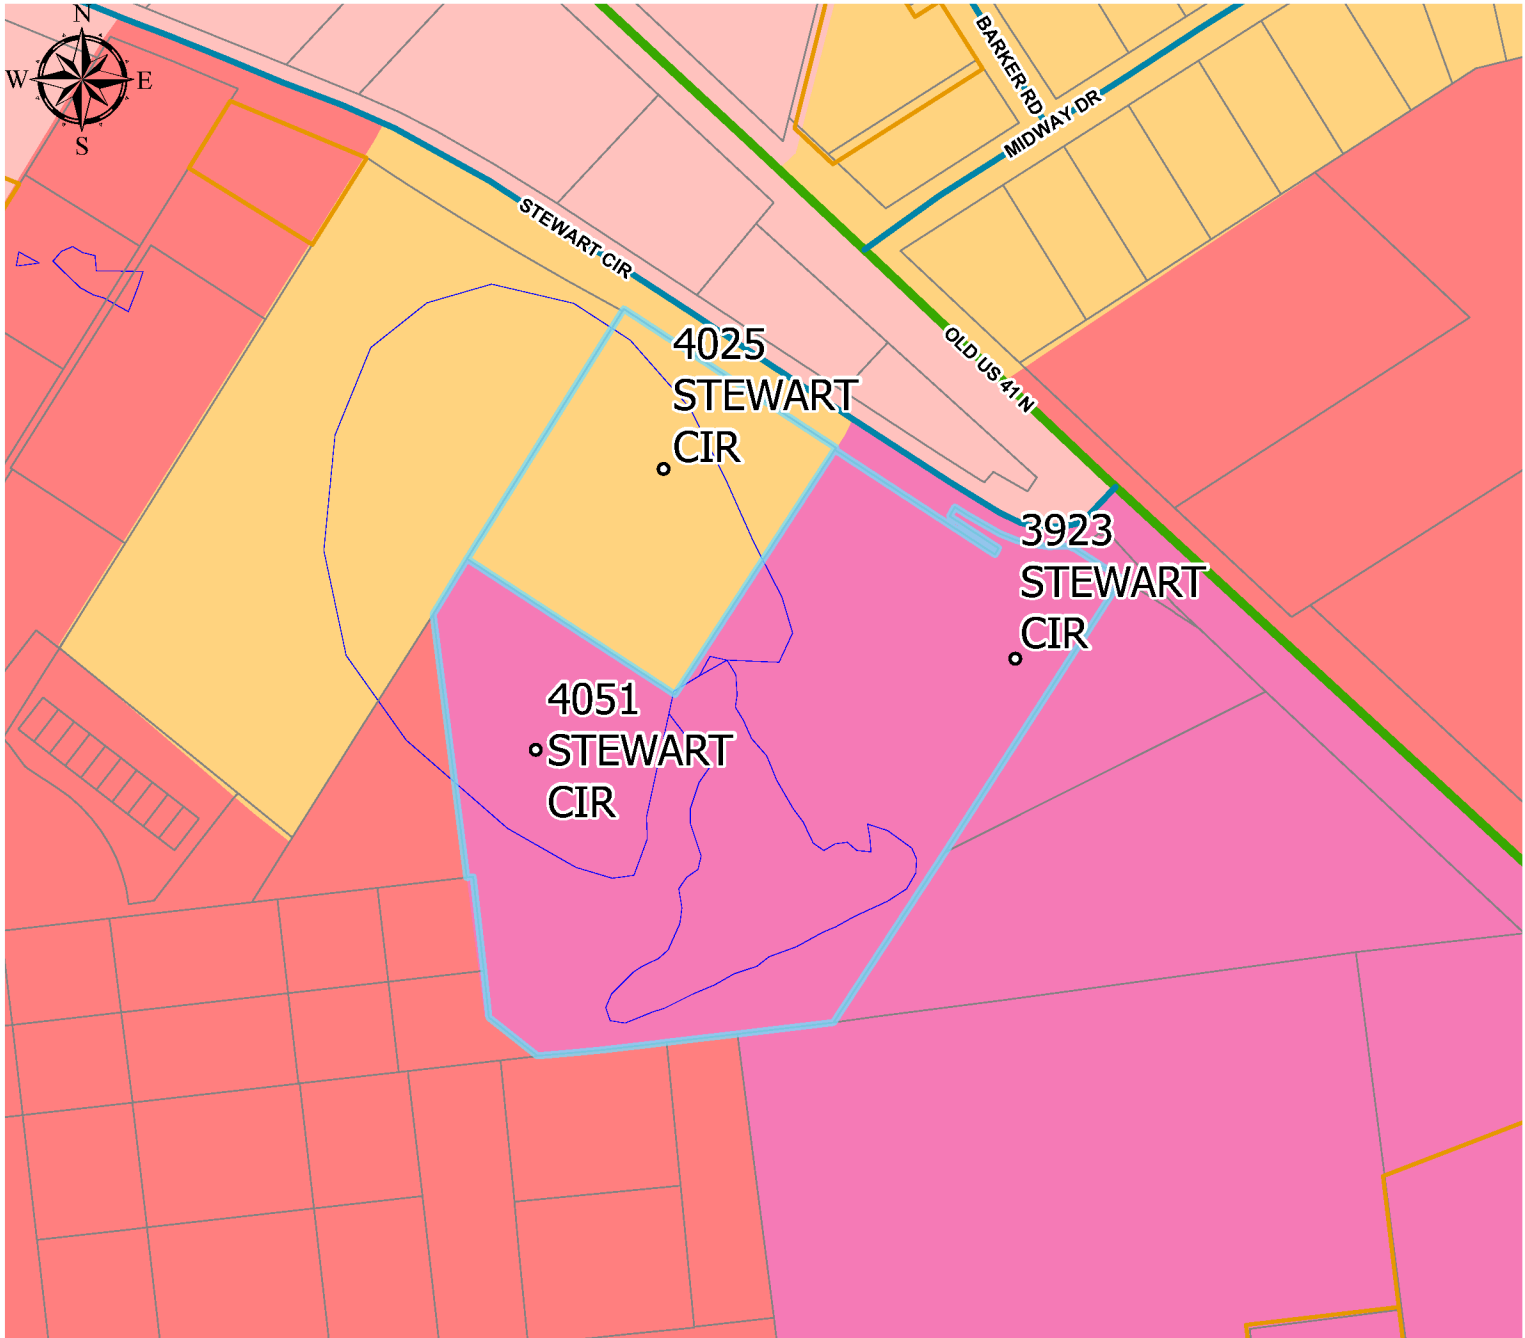 N
W E
S
BARKER RD
MIDWAY DR
STEWART CIR
OLD US 41 N
4025
STEWART
CIR
3923
STEWART
CIR
4051
STEWART
CIR